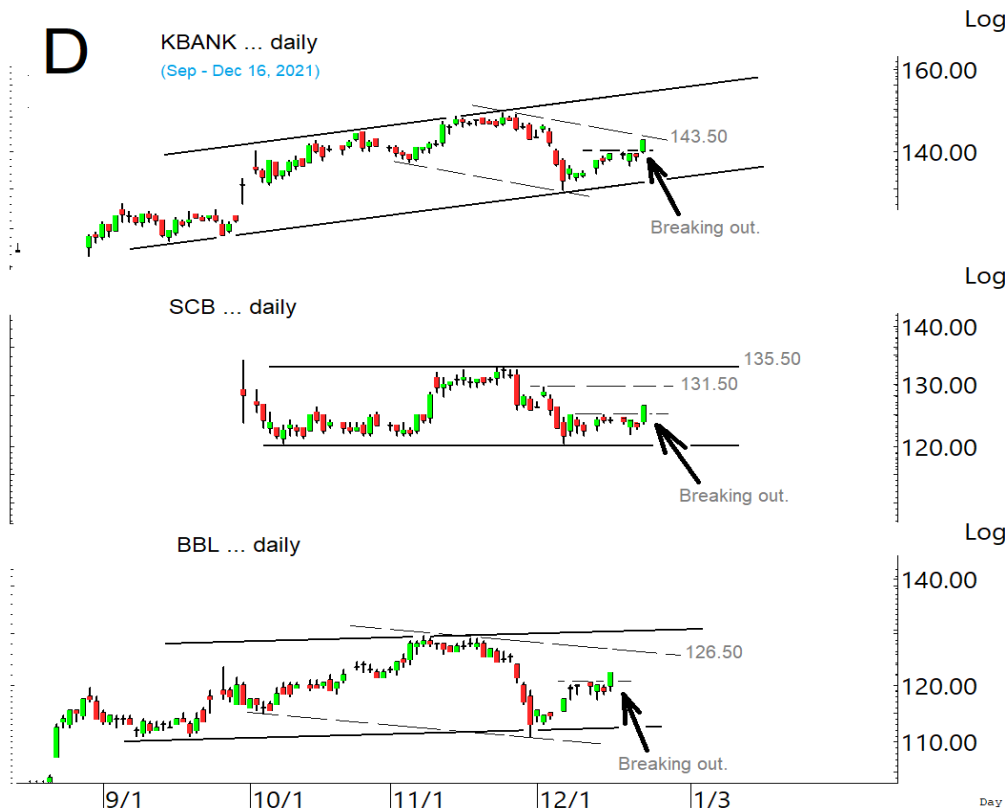 Log
D
KBANK ... daily
(Sep - Dec 16, 2021)
160.00
143.50
140.00
Breaking out.
Log
SCB ... daily
140.00
135.50
131.50
130.00
120.00
Breaking out.
Log
BBL ... daily
140.00
126.50
120.00
110.00
Breaking out.
9/1 10/1 11/1 12/1 1/3
Day